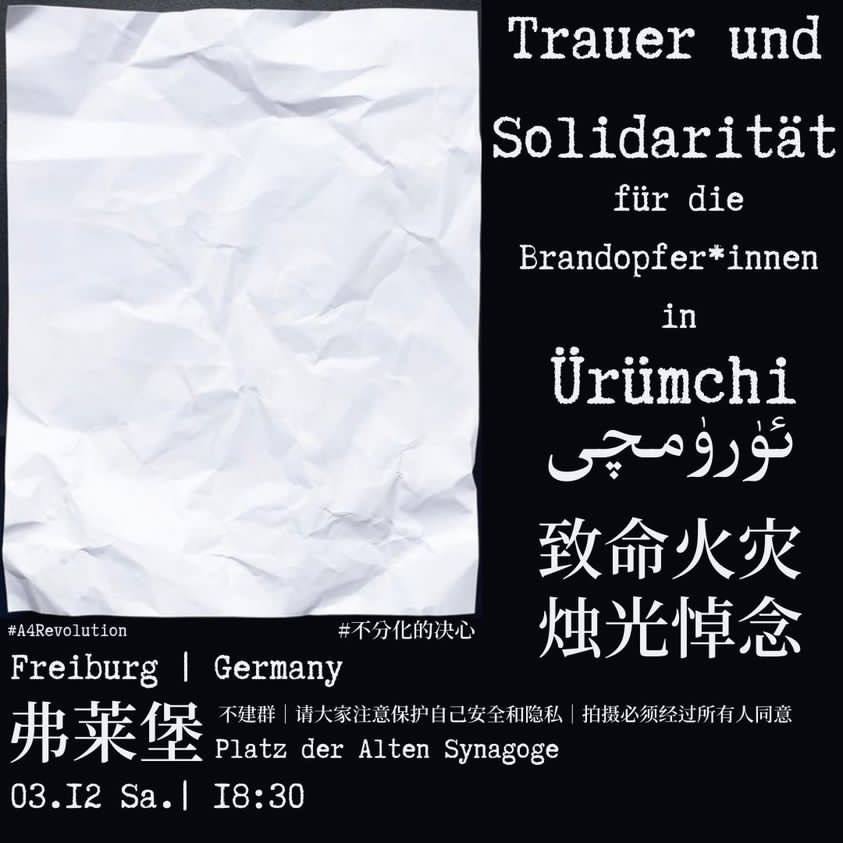 Trauer und
Solidarität
für die
Brandopfer*innen
in
Ürümchi
ئۈرۈمچى
致命火灾
烛光悼念
#A4Revolution
#不分化的决心
Freiburg | Germany
弗莱堡
不建群｜请大家注意保护自己安全和隐私｜拍摄必须经过所有人同意
Platz der Alten Synagoge
03.12 Sa.| 18:30